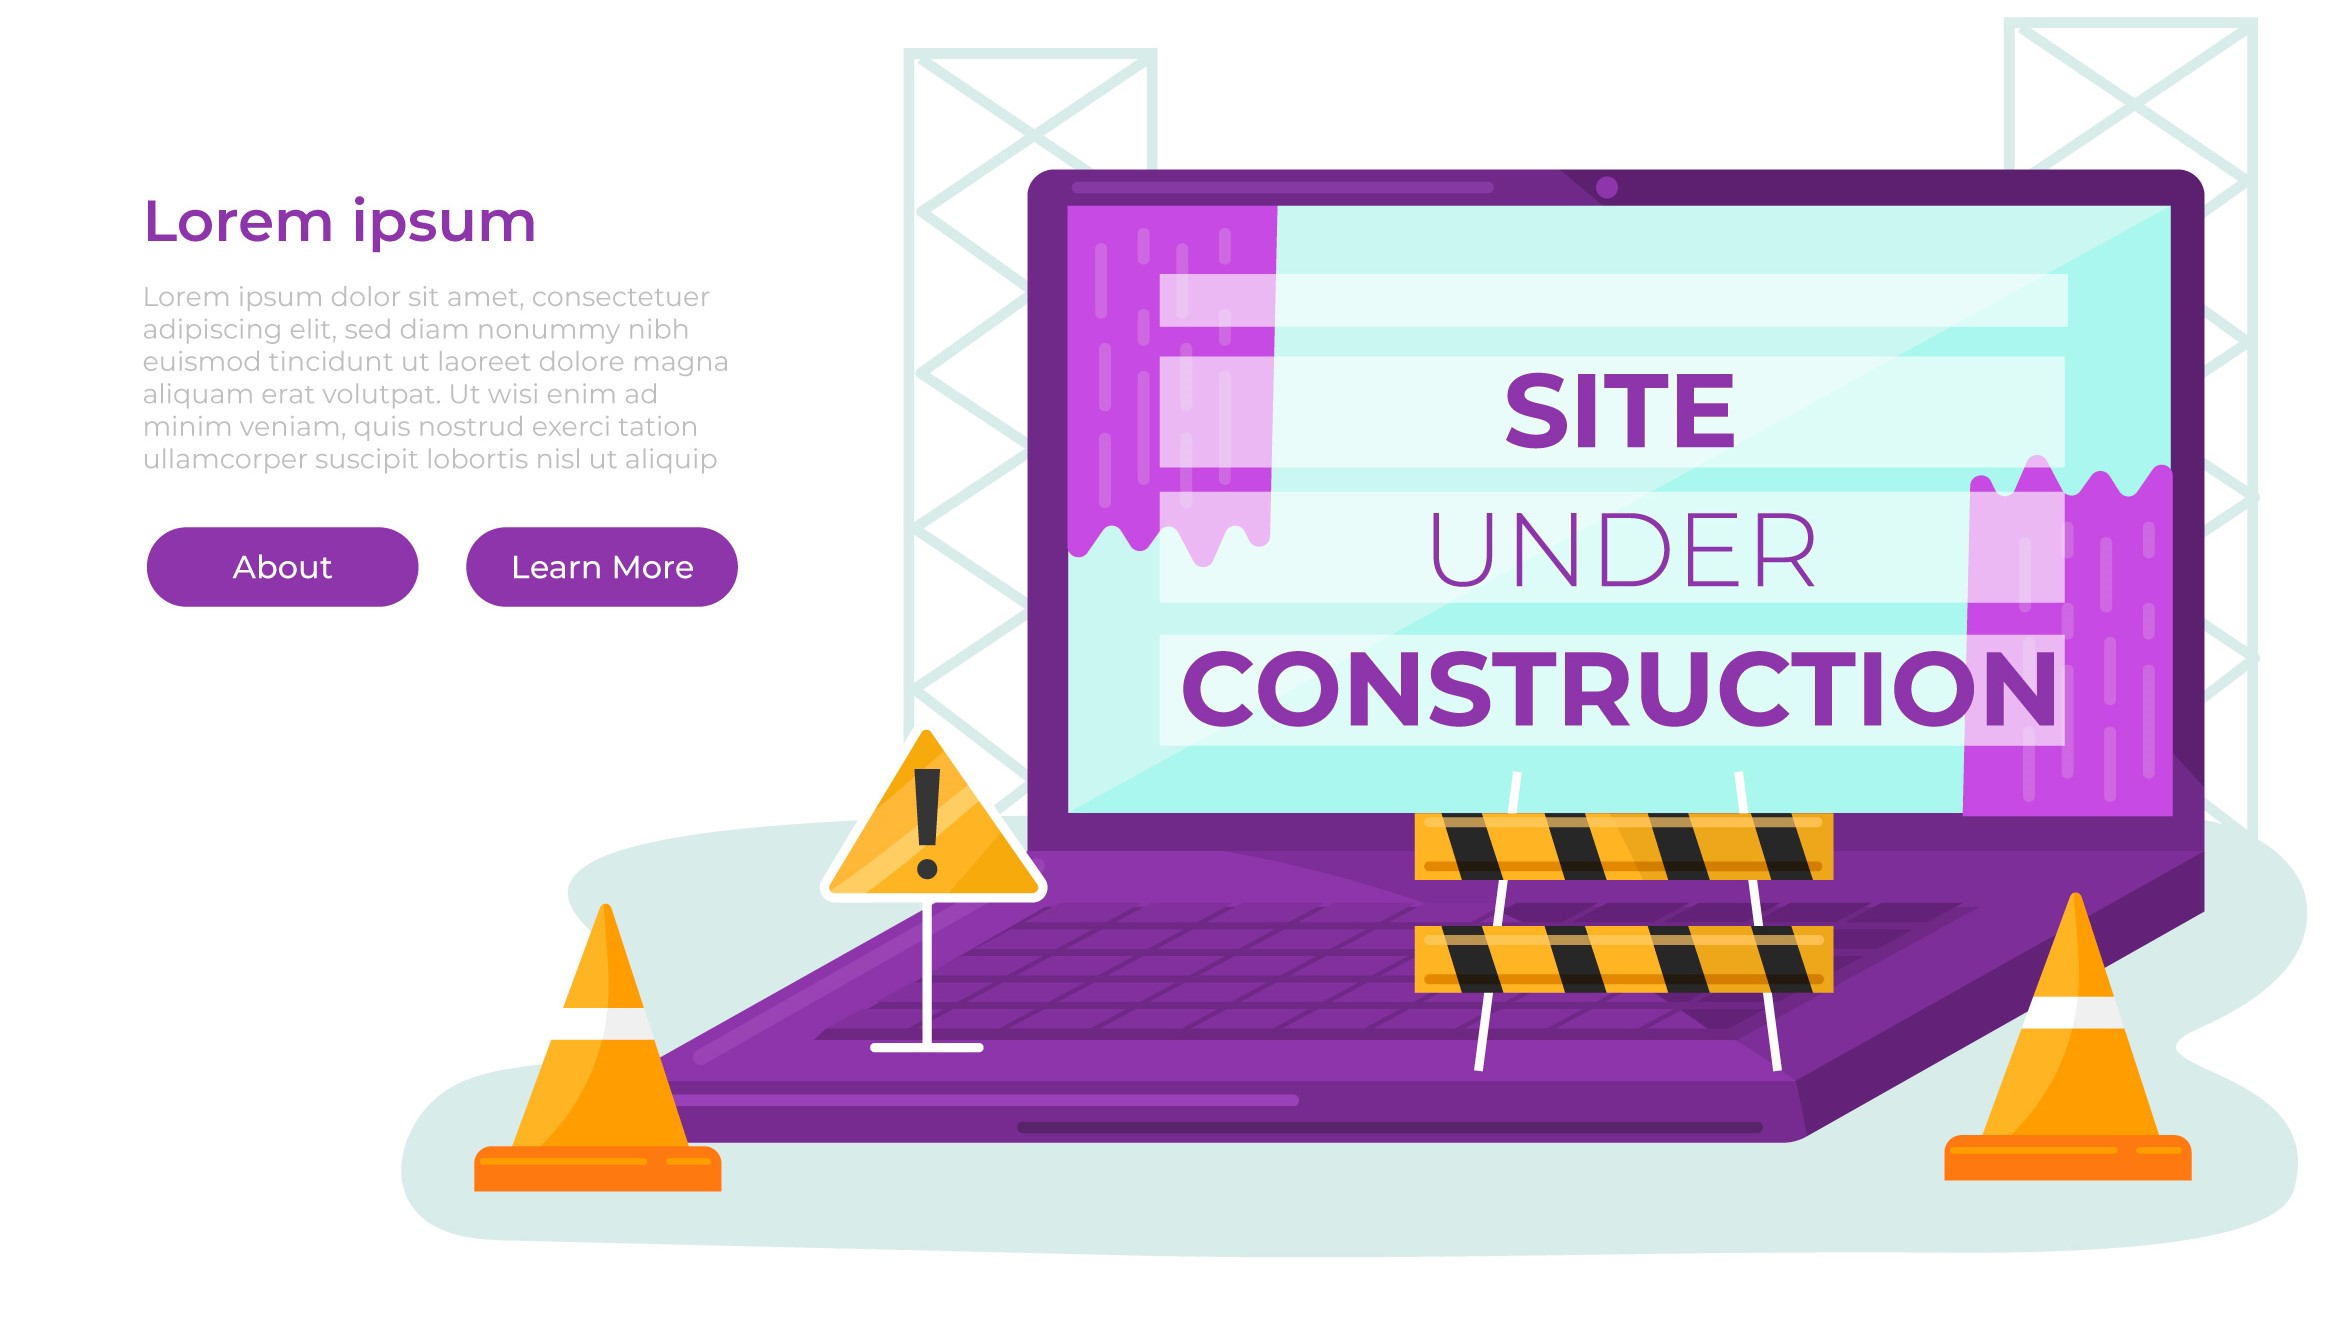 Lorem ipsum
Lorem ipsum dolor sit amet, consectetuer
adipiscing elit, sed diam nonummy nibh
euismod tincidunt ut laoreet dolore magna
aliquam erat volutpat. Ut wisi enim ad
minim veniam, quis nostrud exerci tation
ullamcorper suscipit lobortis nisl ut aliquip
About
Learn More
SITE
UNDER
CONSTRUCTION
!